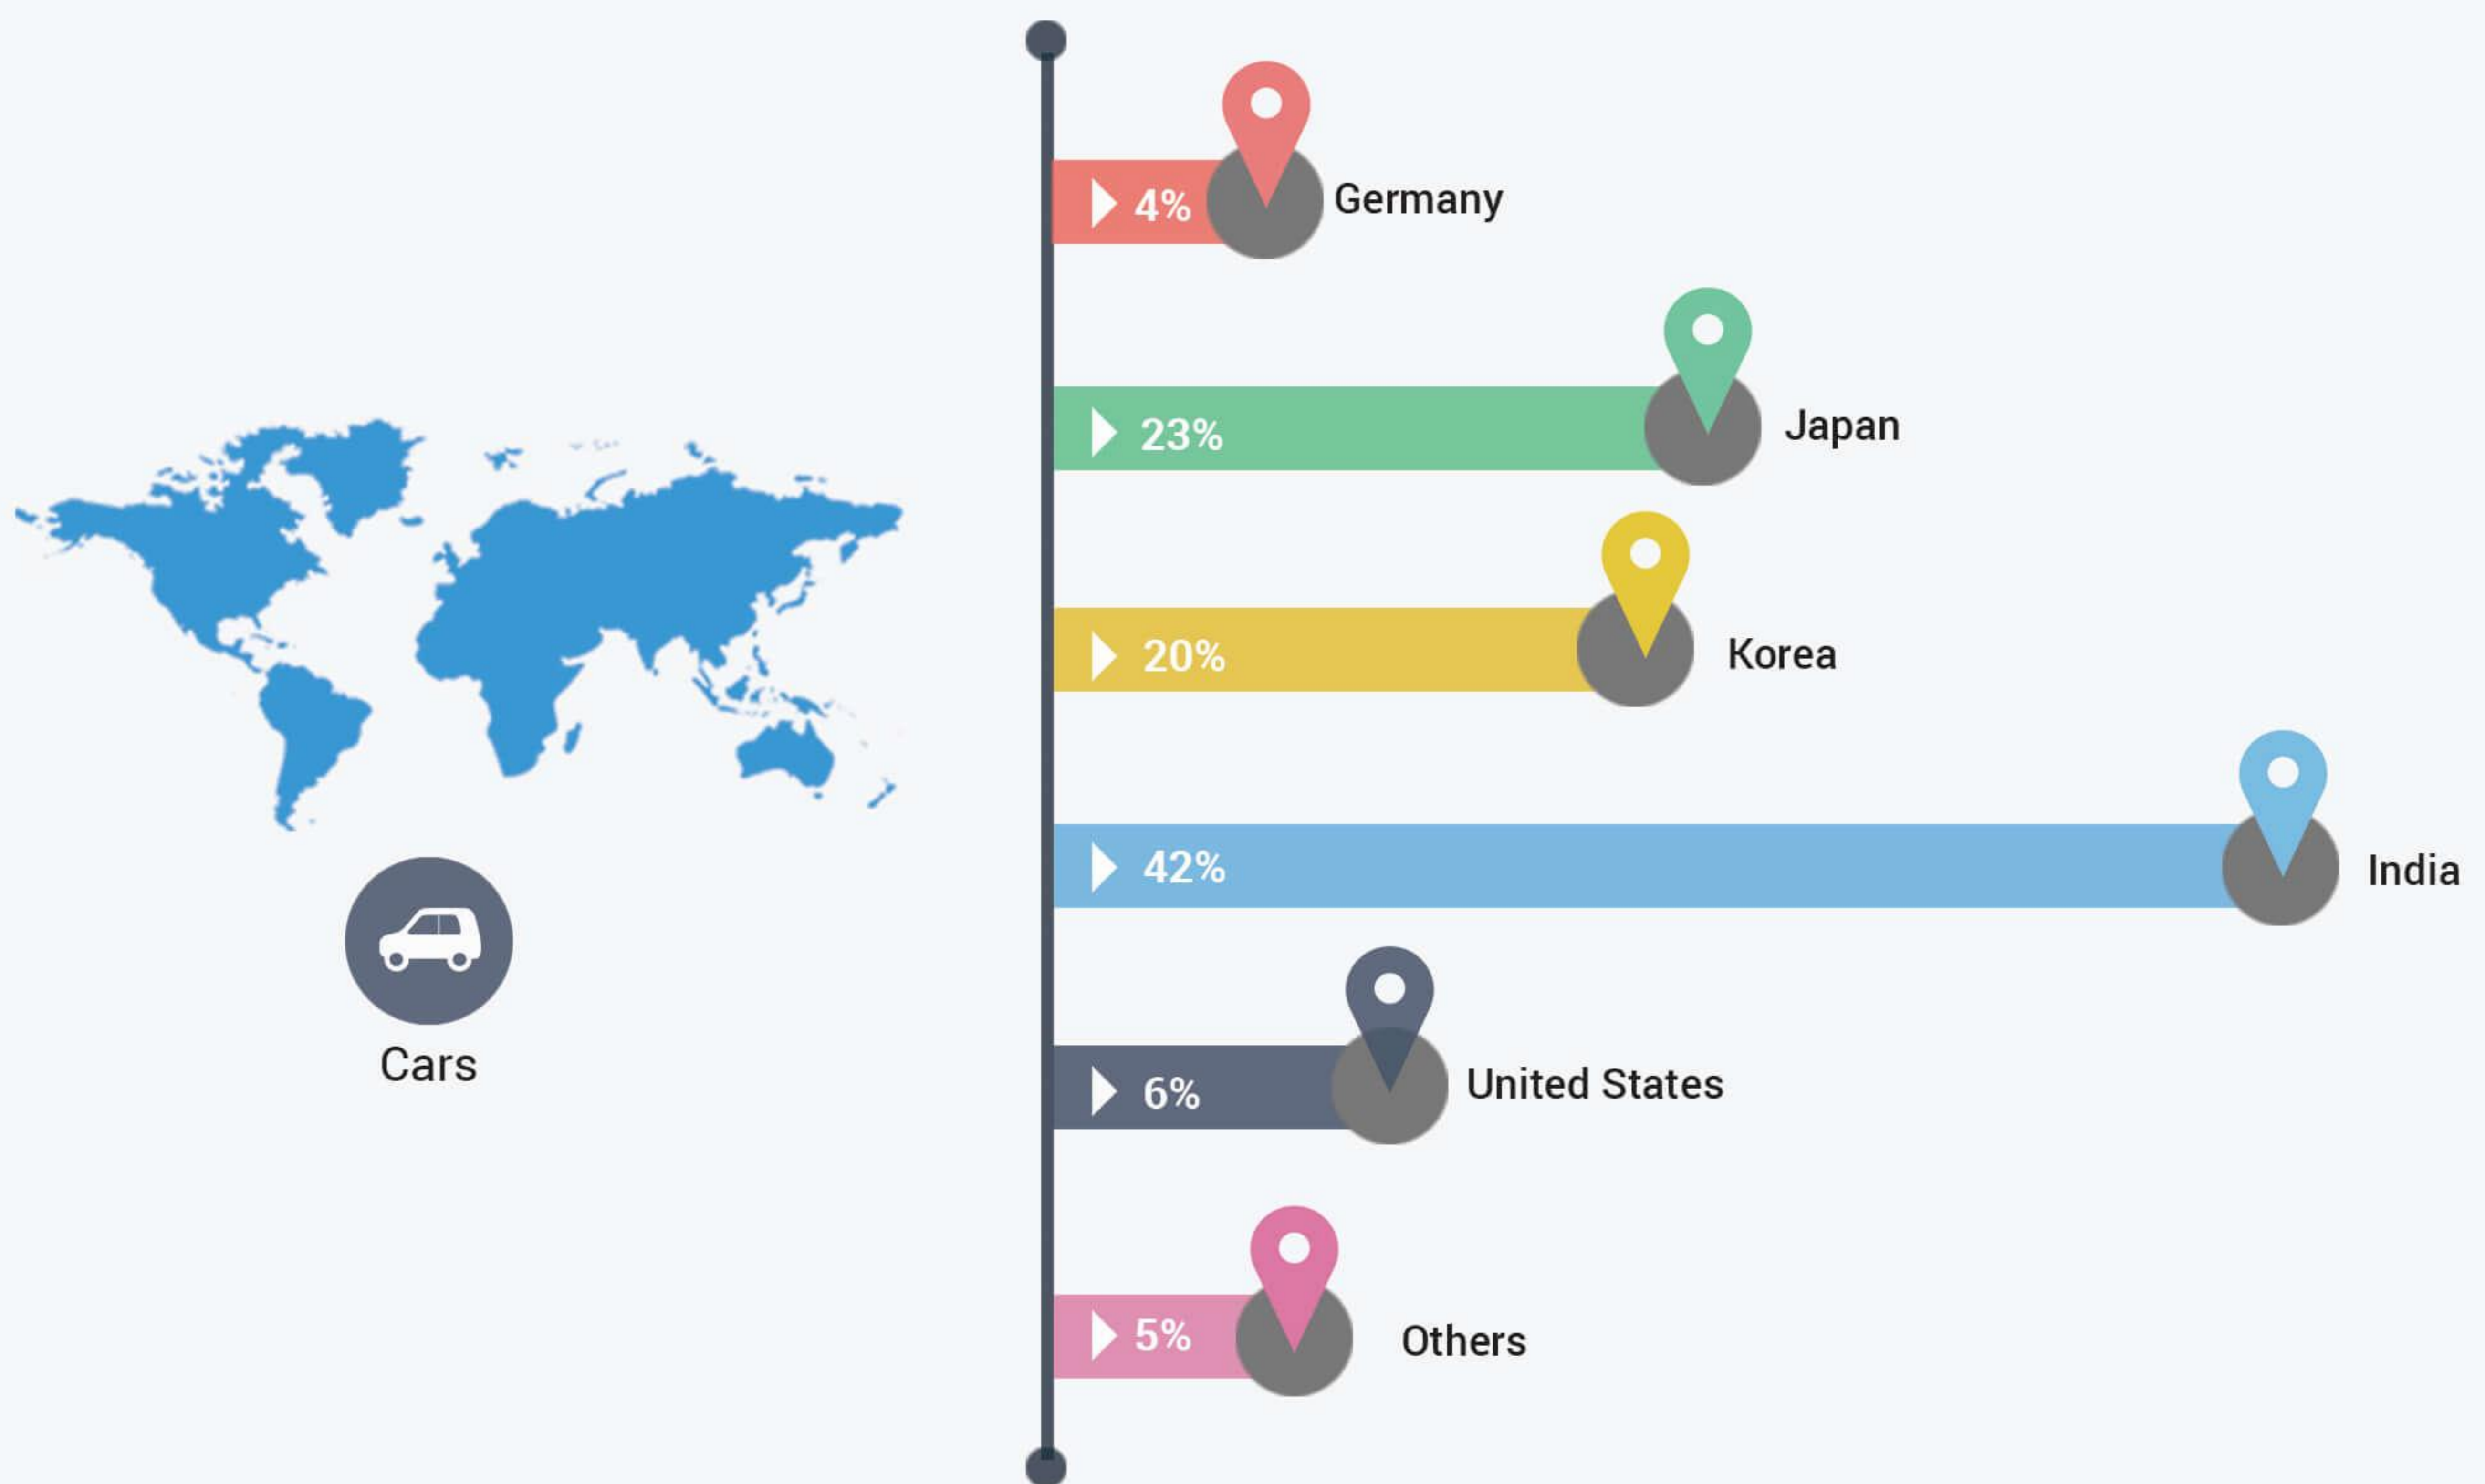 4% Germany
23% Japan
20% Korea
42% India
Cars
6% United States
5% Others